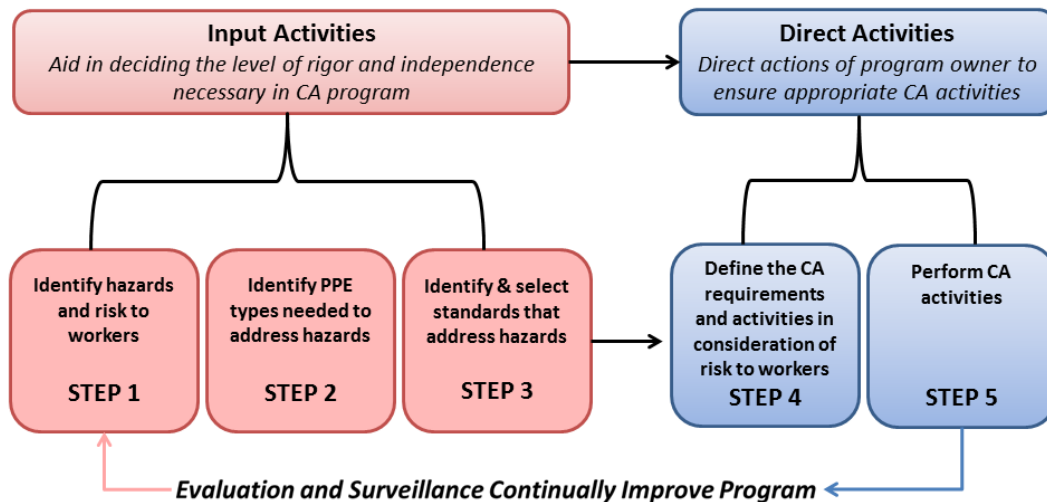 Input Activities
Aid in deciding the level of rigor and independence
necessary in CA program
Direct Activities
Direct actions of program owner to
ensure appropriate CA activities
Identify hazards
and risk to
workers
STEP 1
Identify PPE
types needed to
address hazards
STEP 2
Identify & select
standards that
address hazards
STEP 3
Define the CA
requirements
and activities in
consideration of
risk to workers
STEP 4
Perform CA
activities
STEP 5
Evaluation and Surveillance Continually Improve Program